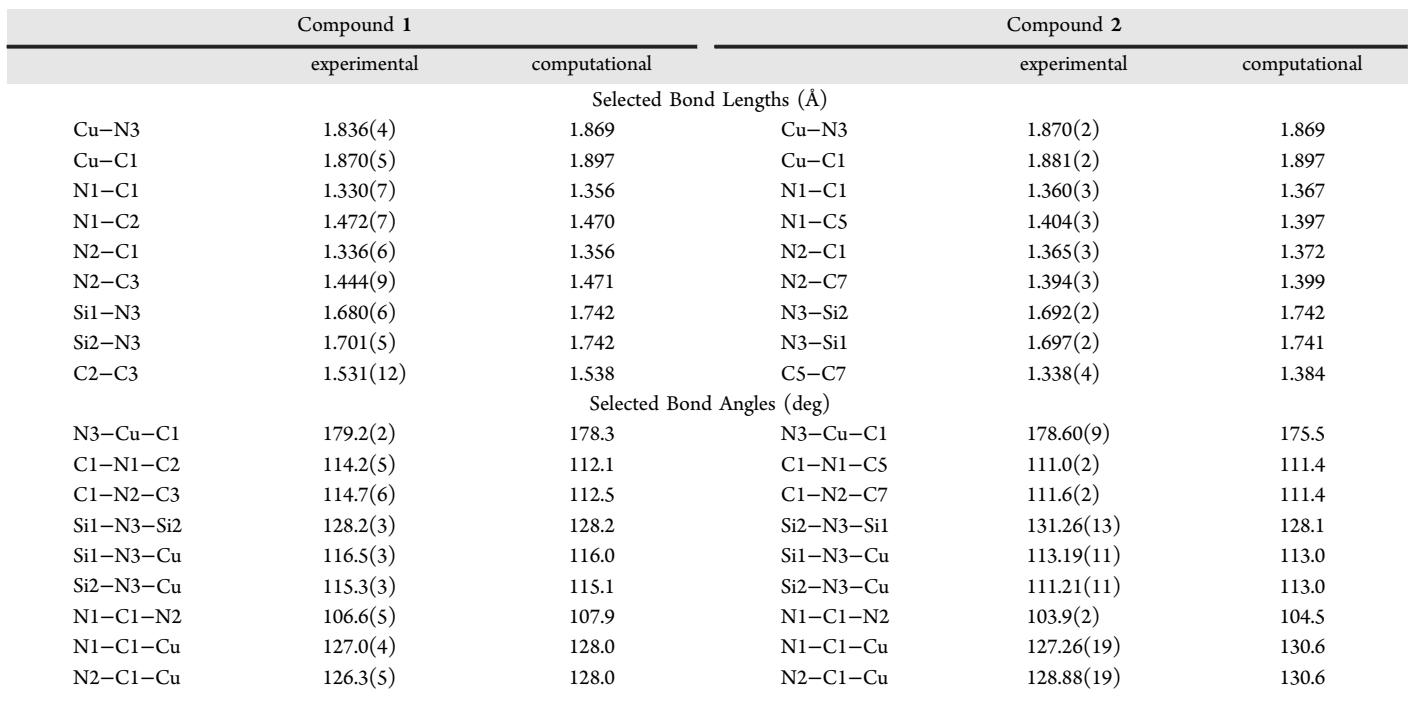 Compound 1 Compound 2
experimental computational experimental computational
Selected Bond Lengths (Å)
Cu−N3 1.836(4) 1.869 Cu−N3 1.870(2) 1.869
Cu−C1 1.870(5) 1.897 Cu−C1 1.881(2) 1.897
N1−C1 1.330(7) 1.356 N1−C1 1.360(3) 1.367
N1−C2 1.472(7) 1.470 N1−C5 1.404(3) 1.397
N2−C1 1.336(6) 1.356 N2−C1 1.365(3) 1.372
N2−C3 1.444(9) 1.471 N2−C7 1.394(3) 1.399
Si1−N3 1.680(6) 1.742 N3−Si2 1.692(2) 1.742
Si2−N3 1.701(5) 1.742 N3−Si1 1.697(2) 1.741
C2−C3 1.531(12) 1.538 C5−C7 1.338(4) 1.384
Selected Bond Angles (deg)
N3−Cu−C1 179.2(2) 178.3 N3−Cu−C1 178.60(9) 175.5
C1−N1−C2 114.2(5) 112.1 C1−N1−C5 111.0(2) 111.4
C1−N2−C3 114.7(6) 112.5 C1−N2−C7 111.6(2) 111.4
Si1−N3−Si2 128.2(3) 128.2 Si2−N3−Si1 131.26(13) 128.1
Si1−N3−Cu 116.5(3) 116.0 Si1−N3−Cu 113.19(11) 113.0
Si2−N3−Cu 115.3(3) 115.1 Si2−N3−Cu 111.21(11) 113.0
N1−C1−N2 106.6(5) 107.9 N1−C1−N2 103.9(2) 104.5
N1−C1−Cu 127.0(4) 128.0 N1−C1−Cu 127.26(19) 130.6
N2−C1−Cu 126.3(5) 128.0 N2−C1−Cu 128.88(19) 130.6